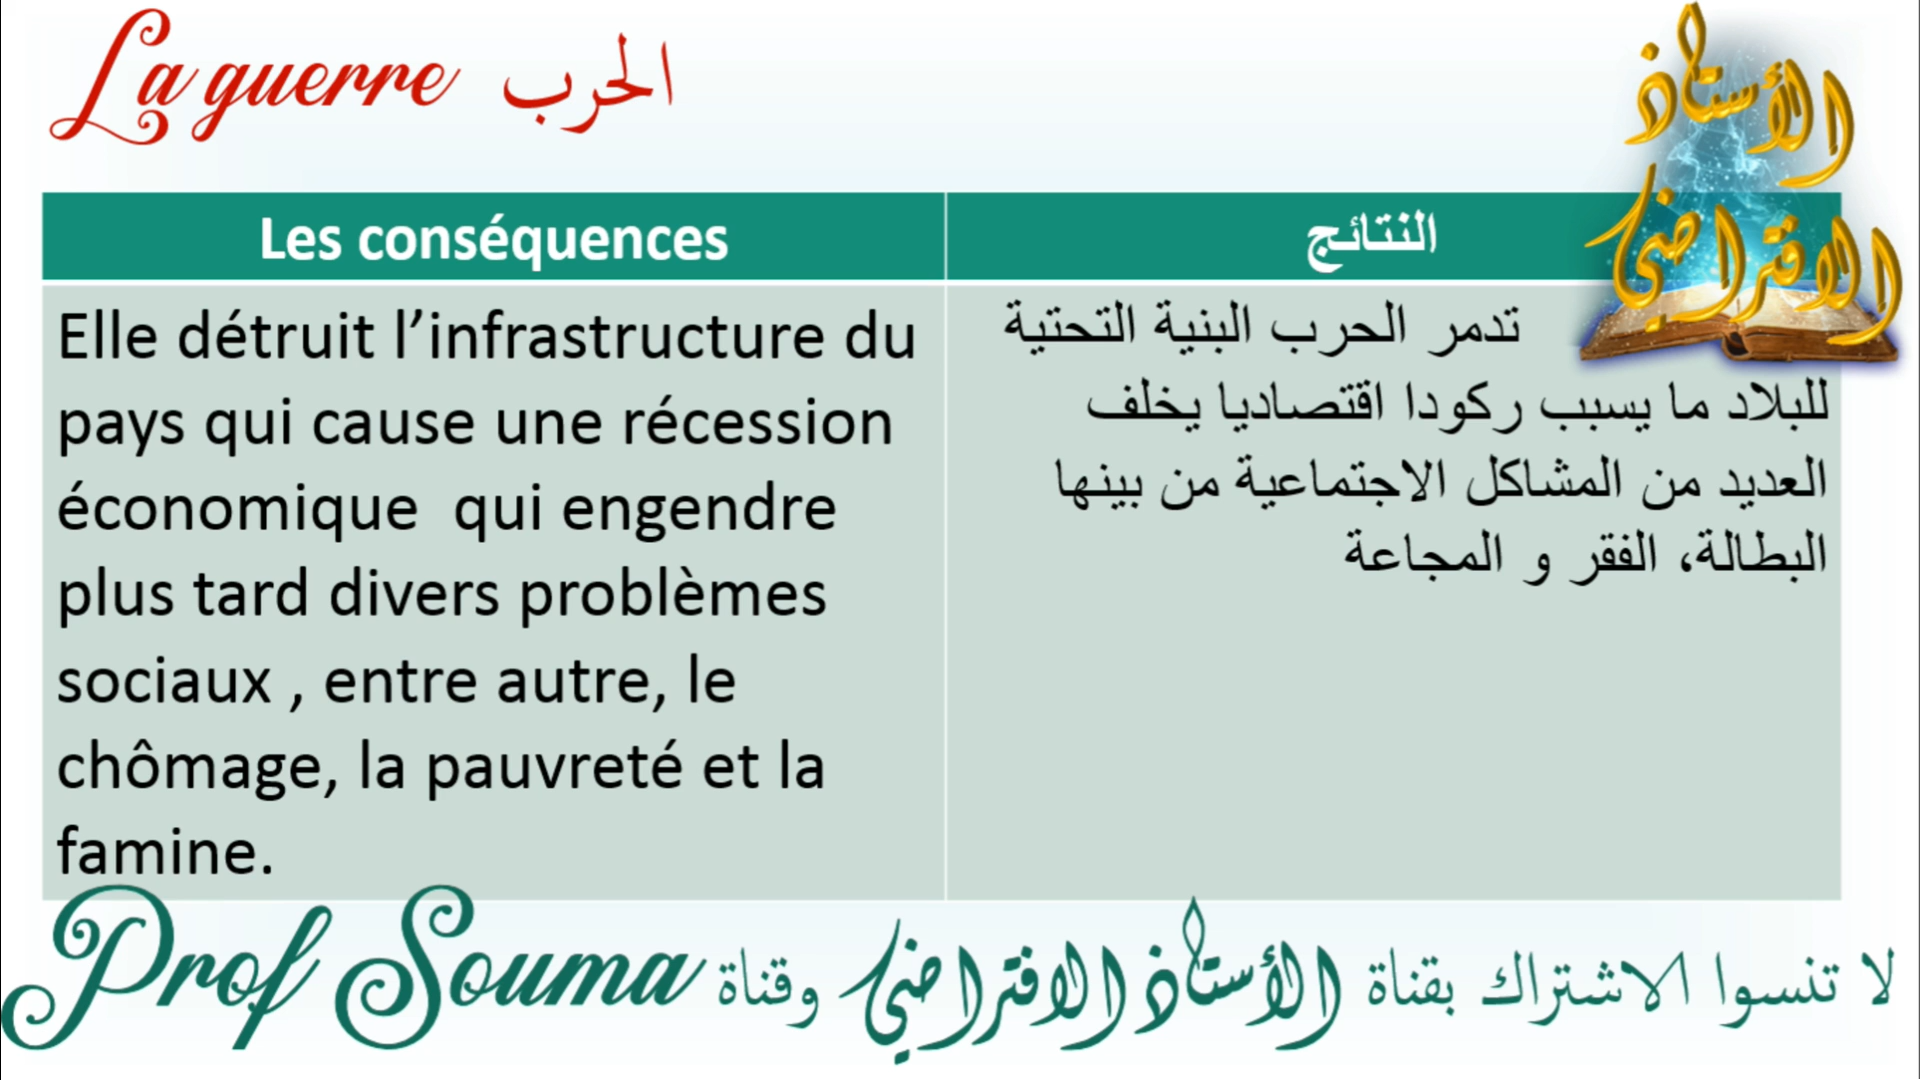 La guerre الحرب
الأستاذ
الافتراضي
Les conséquences
النتائج
Elle détruit l’infrastructure du
pays qui cause une récession
économique  qui engendre
plus tard divers problèmes
sociaux , entre autre, le
chômage, la pauvreté et la
famine.
تدمر الحرب البنية التحتية
للبلاد ما يسبب ركودا اقتصاديا يخلف
العديد من المشاكل الاجتماعية من بينها
البطالة، الفقر و المجاعة
لا تنسوا الاشتراك بقناة الأستاذ الافتراضي وقناة Prof Souma